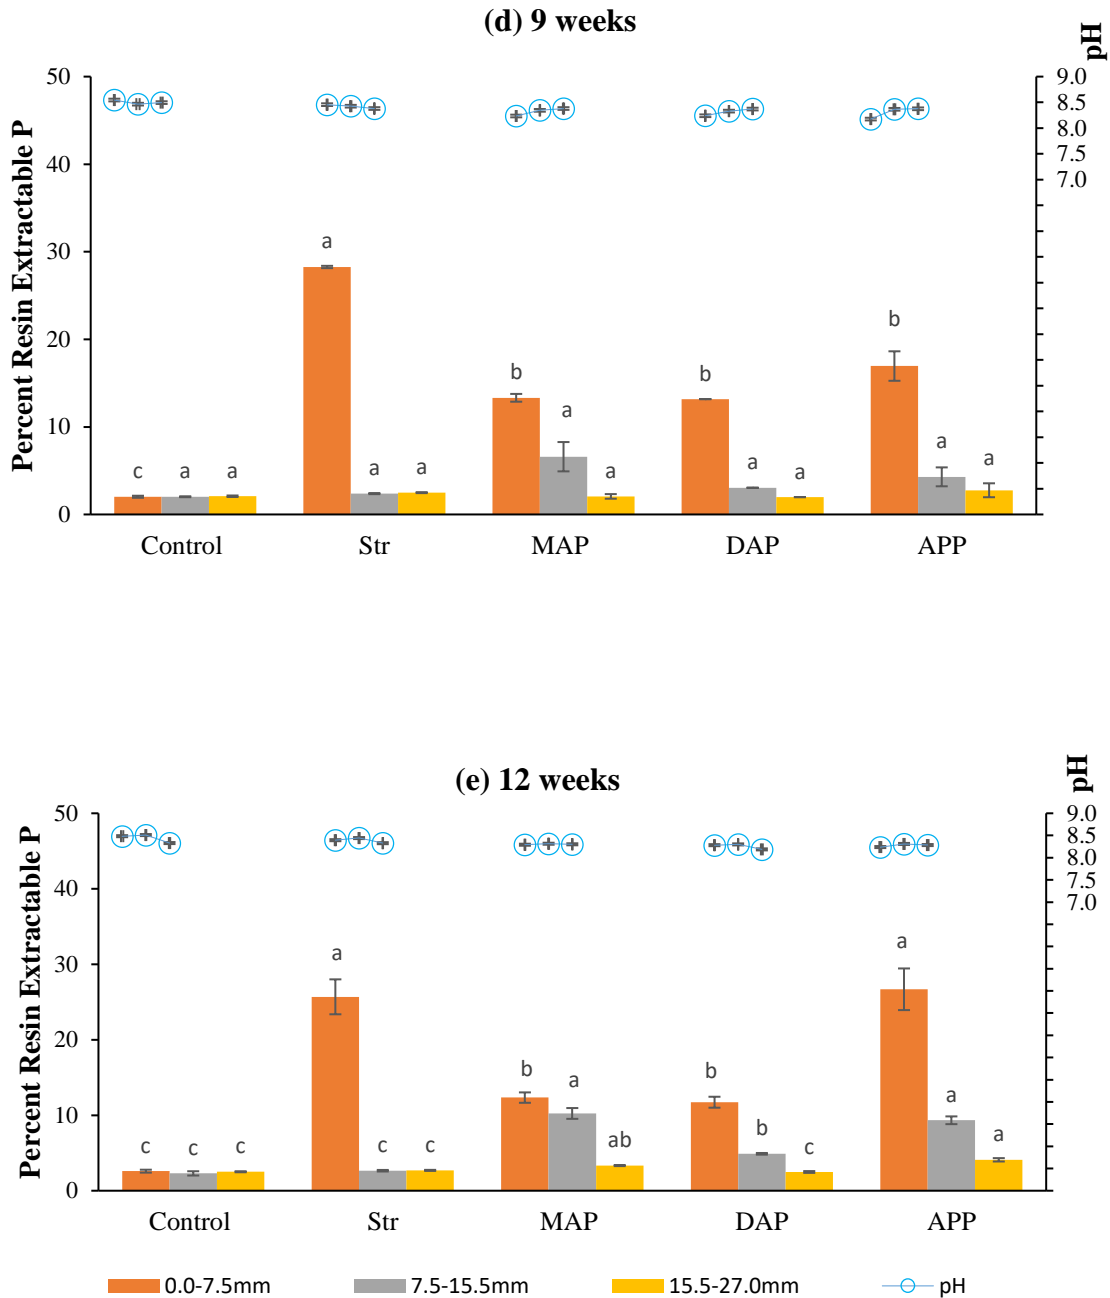 (d) 9 weeks
pH
Percent Resin Extractable P
50
40
30
20
10
0
9.0
8.5
8.0
7.5
7.0
c a a
a a a
b a a
b a a
b a a
Control Str MAP DAP APP
(e) 12 weeks
pH
Percent Resin Extractable P
50
40
30
20
10
0
9.0
8.5
8.0
7.5
7.0
c c c
a c c
b a ab
b b c
a a a
Control Str MAP DAP APP
0.0-7.5mm 7.5-15.5mm 15.5-27.0mm pH